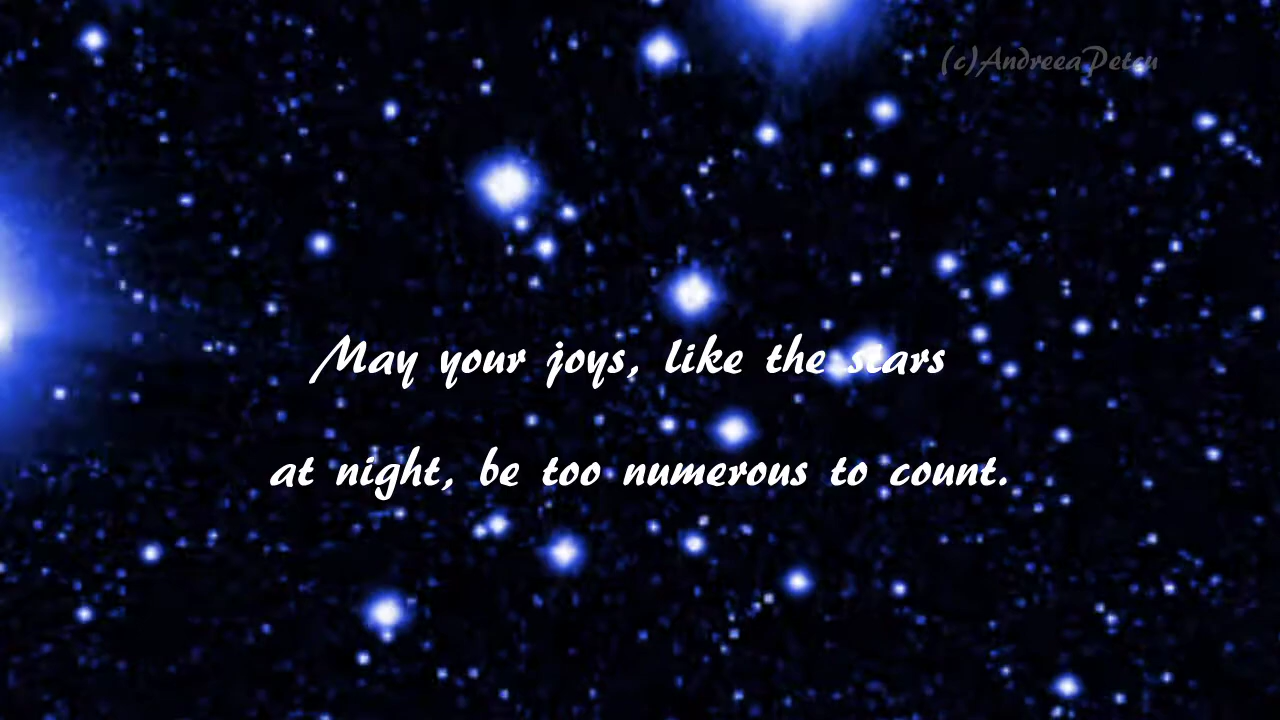 (c)AndreeaPetcu
May your joys, like the stars
at night, be too numerous to count.